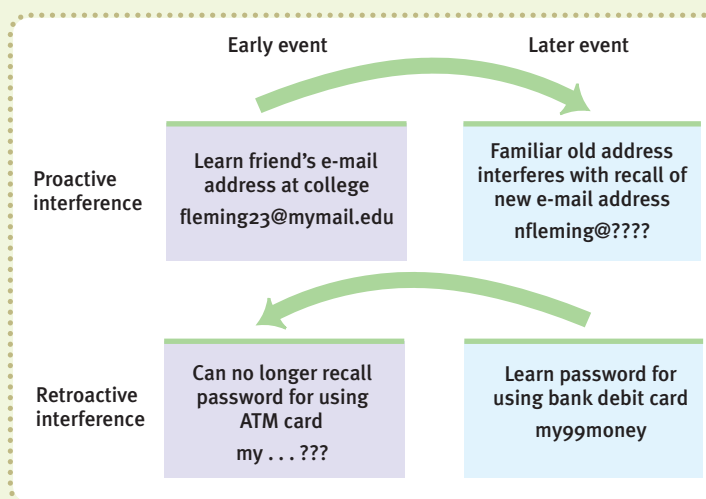 Early event
Later event
Proactive
interference
Learn friend's e-mail
address at college
fleming23@mymail.edu
Familiar old address
interferes with recall of
new e-mail address
nfleming@????
Retroactive
interference
Can no longer recall
password for using
ATM card
my . . . ???
Learn password for
using bank debit card
my99money